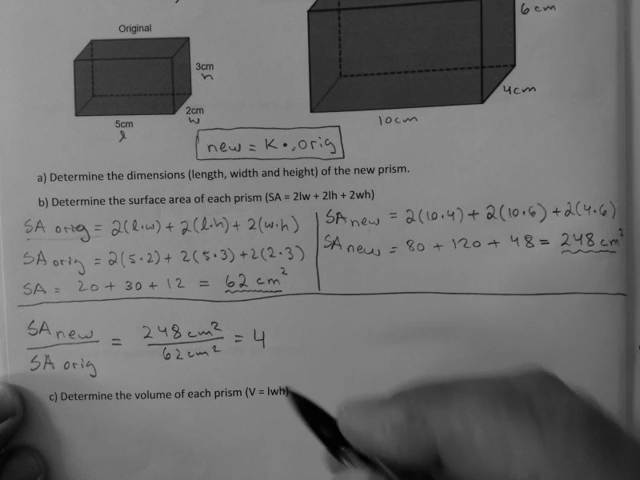 Original
6 cm
3cm
h
2cm
w
4cm
5cm
l
10cm
new = K • orig
a) Determine the dimensions (length, width and height) of the new prism.
b) Determine the surface area of each prism (SA = 2lw + 2lh + 2wh)
SA orig = 2(l.w) + 2(l.h) + 2(w.h)
SA orig = 2(5.2) + 2(5.3) + 2(2.3)
SA = 20 + 30 + 12 = 62 cm²
SA new = 2(10.4) + 2(10.6) + 2(4.6)
SA new = 80 + 120 + 48 = 248 cm²
SA new / SA orig = 248 cm² / 62 cm² = 4
c) Determine the volume of each prism (V = lwh)